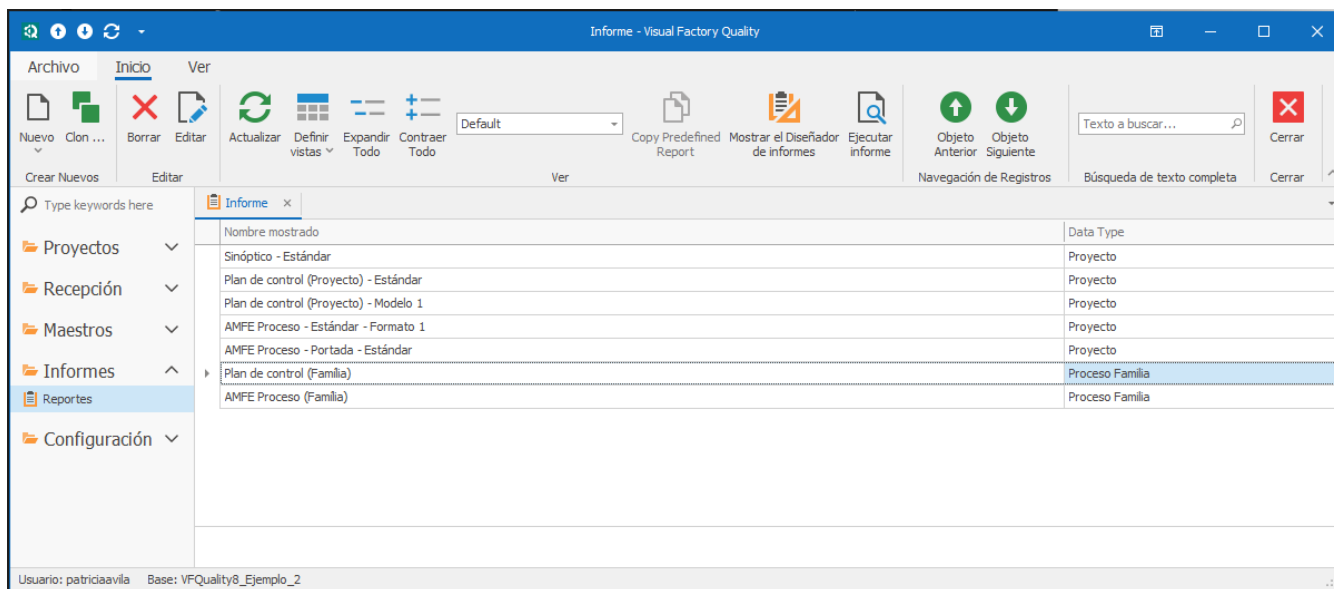 Informe - Visual Factory Quality
Archivo Inicio Ver
Nuevo Clon ... Borrar Editar Actualizar Definir vistas Expandir Todo Contraer Todo Default Copy Predefined Report Mostrar el Diseñador de informes Ejecutar informe Objeto Anterior Objeto Siguiente Texto a buscar... Cerrar
Crear Nuevos Editar Ver Navegación de Registros Búsqueda de texto completa Cerrar
Type keywords here
Proyectos
Recepción
Maestros
Informes
Reportes
Configuración
Informe
Nombre mostrado Data Type
Sinóptico - Estándar Proyecto
Plan de control (Proyecto) - Estándar Proyecto
Plan de control (Proyecto) - Modelo 1 Proyecto
AMFE Proceso - Estándar - Formato 1 Proyecto
AMFE Proceso - Portada - Estándar Proyecto
Plan de control (Família) Proceso Familia
AMFE Proceso (Família) Proceso Familia
Usuario: patriciaavila Base: VFQuality8_Ejemplo_2